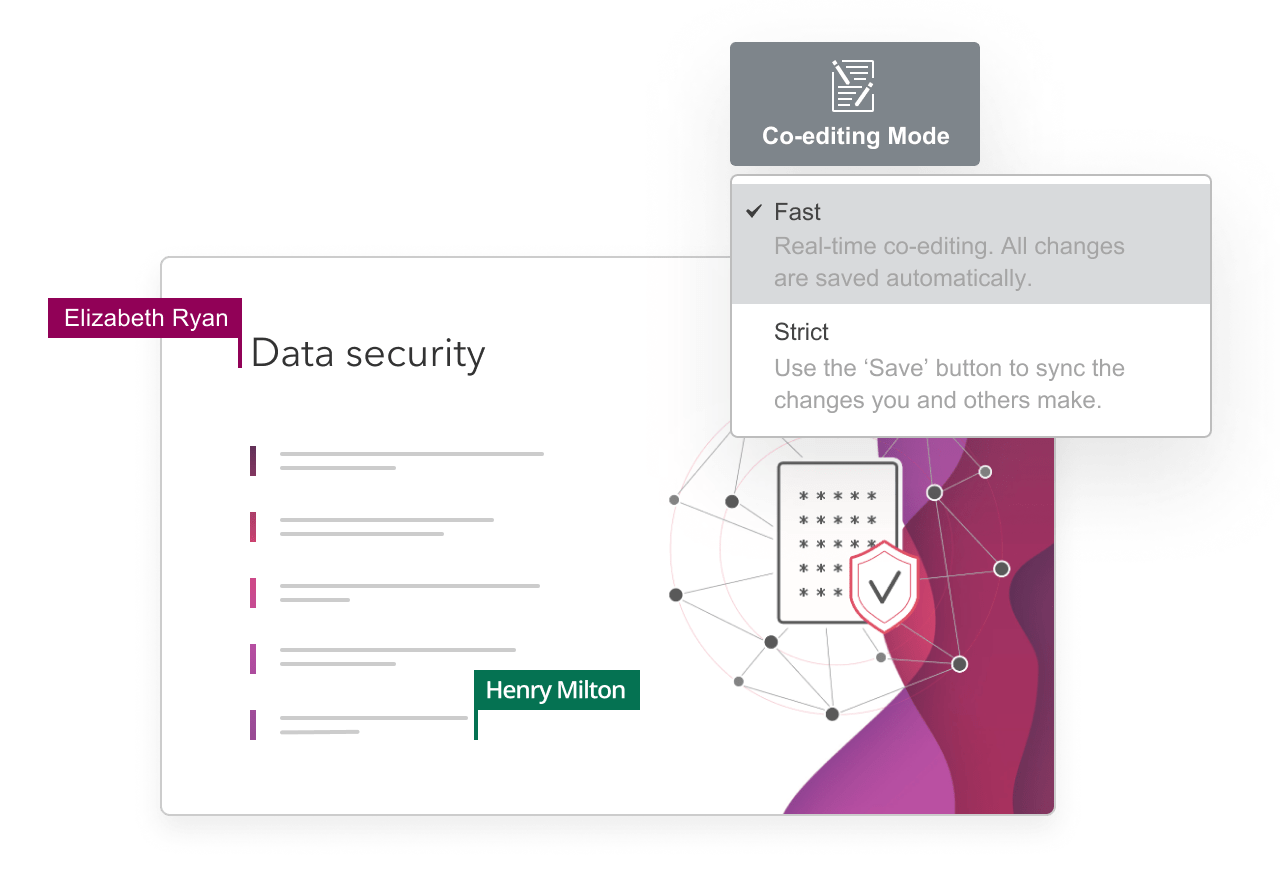 Co-editing Mode
Fast
Real-time co-editing. All changes
are saved automatically.
Strict
Use the ‘Save’ button to sync the
changes you and others make.
Elizabeth Ryan
Data security
* * * * *
* * * * *
* * * * *
* * *
* * *
Henry Milton